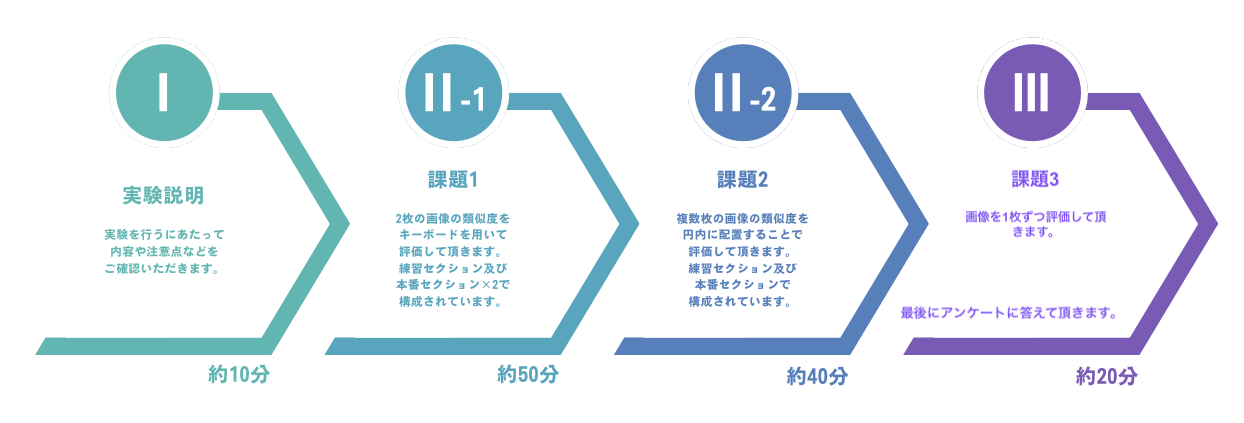 I
実験説明
実験を行うにあたって
内容や注意点などを
ご確認いただきます。
約10分
II-1
課題1
2枚の画像の類似度を
キーボードを用いて
評価して頂きます。
練習セクション及び
本番セクション×2で
構成されています。
約50分
II-2
課題2
複数枚の画像の類似度を
円内に配置することで
評価して頂きます。
練習セクション及び
本番セクションで
構成されています。
約40分
III
課題3
画像を1枚ずつ評価して頂
きます。
最後にアンケートに答えて頂きます。
約20分